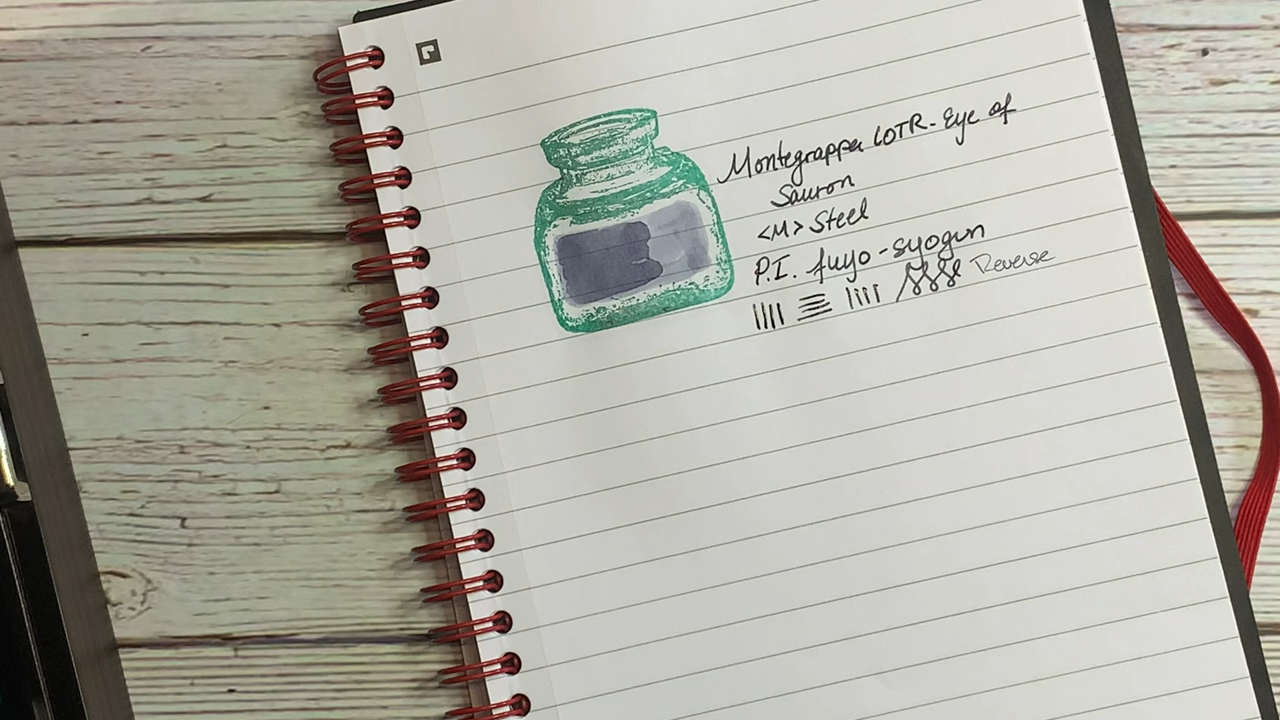 Montegrappa LOTR - Eye of
Sauron
<M> Steel
P.I. fuyo-syogun
Reverse